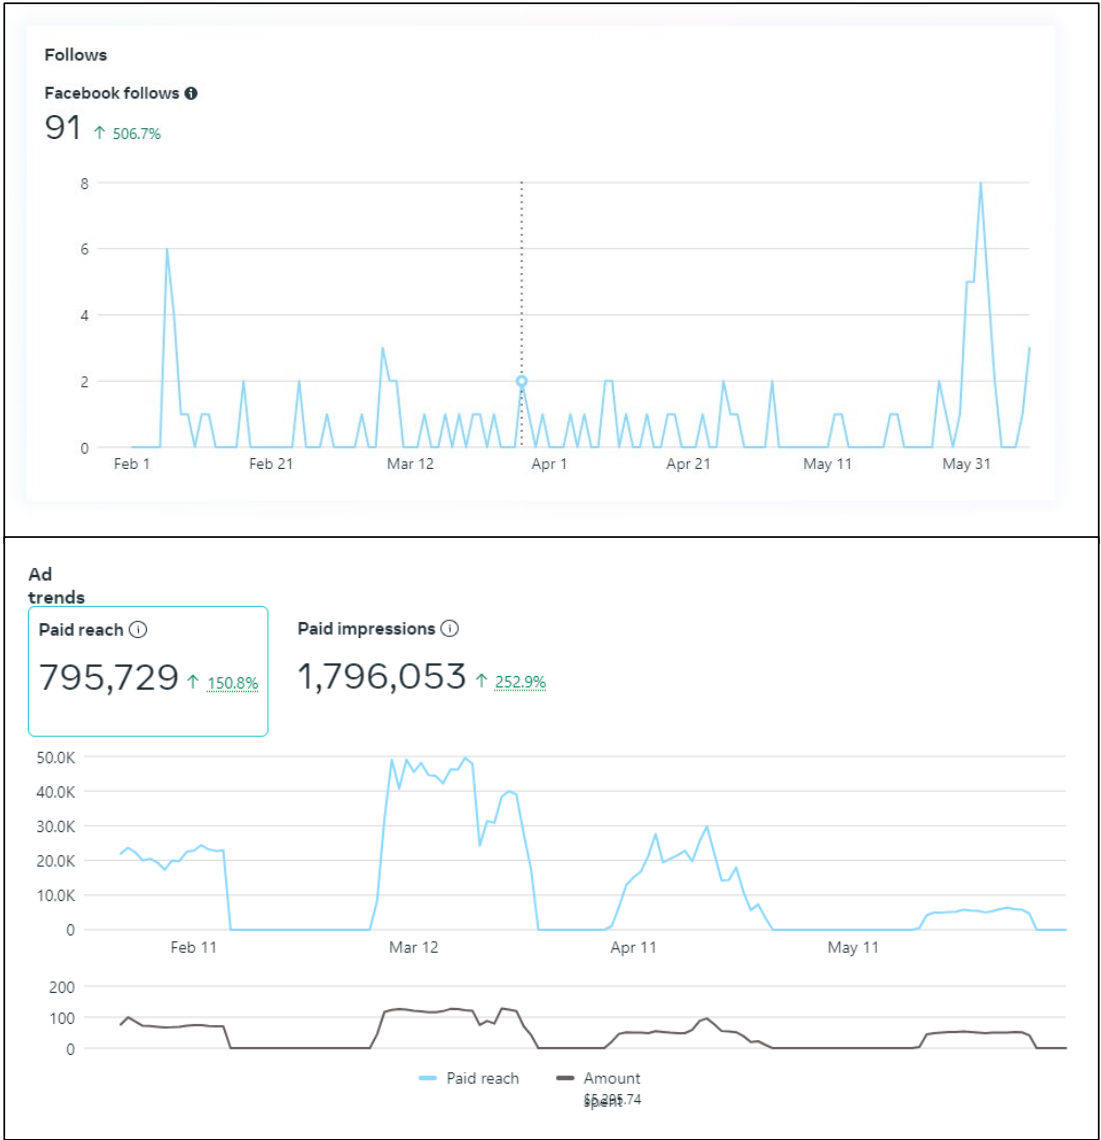 Follows
Facebook follows
91 ↑ 506.7%
8
6
4
2
0
Feb 1 Feb 21 Mar 12 Apr 1 Apr 21 May 11 May 31
Ad
trends
Paid reach Paid impressions
795,729 ↑ 150.8% 1,796,053 ↑ 252.9%
50.0K
40.0K
30.0K
20.0K
10.0K
0
Feb 11 Mar 12 Apr 11 May 11
200
100
0
Paid reach Amount
spent